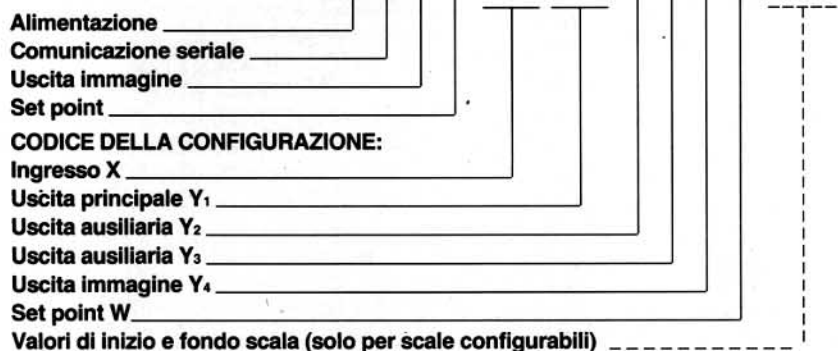 Alimentazione
Comunicazione seriale
Uscita immagine
Set point
CODICE DELLA CONFIGURAZIONE:
Ingresso X
Uscita principale Y₁
Uscita ausiliaria Y₂
Uscita ausiliaria Y₃
Uscita immagine Y₄
Set point W
Valori di inizio e fondo scala (solo per scale configurabili)